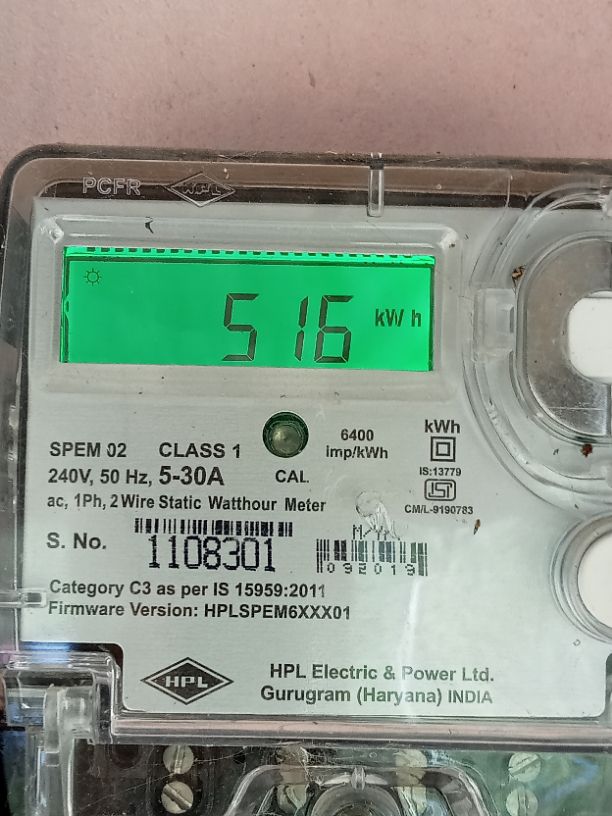 PCFR HPL
516 kWh
SPEM 02 CLASS 1
240V, 50 Hz, 5-30A
CAL.
6400
imp/kWh
kWh
IS:13779
ISI
CM/L-9190783
ac, 1Ph, 2 Wire Static Watthour Meter
S. No. 1108301
M/Yr.
092019
Category C3 as per IS 15959:2011
Firmware Version: HPLSPEM6XXX01
HPL
HPL Electric & Power Ltd.
Gurugram (Haryana) INDIA